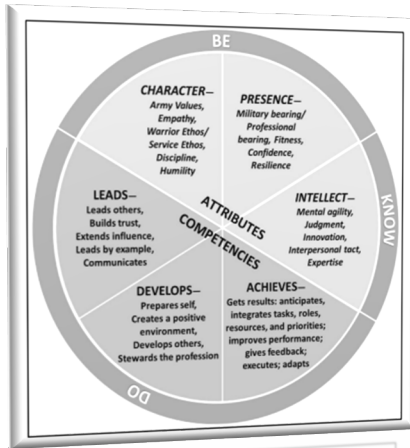 BE
CHARACTER—
Army Values,
Empathy,
Warrior Ethos/
Service Ethos,
Discipline,
Humility
PRESENCE—
Military bearing/
Professional
bearing, Fitness,
Confidence,
Resilience
KNOW
INTELLECT—
Mental agility,
Judgment,
Innovation,
Interpersonal tact,
Expertise
ATTRIBUTES
COMPETENCIES
LEADS—
Leads others,
Builds trust,
Extends influence,
Leads by example,
Communicates
DEVELOPS—
Prepares self,
Creates a positive
environment,
Develops others,
Stewards the profession
ACHIEVES—
Gets results: anticipates,
integrates tasks, roles,
resources, and priorities;
improves performance;
gives feedback;
executes; adapts
DO